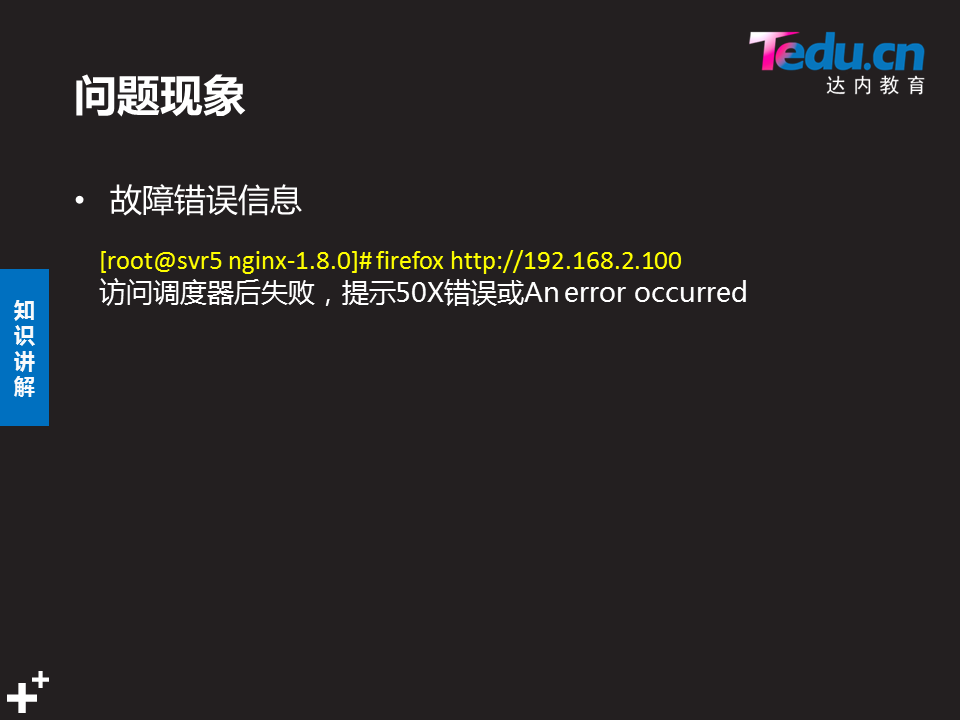 Tedu.cn
达内教育
问题现象
• 故障错误信息
[root@svr5 nginx-1.8.0]# firefox http://192.168.2.100
访问调度器后失败，提示50X错误或An error occurred
知识讲解